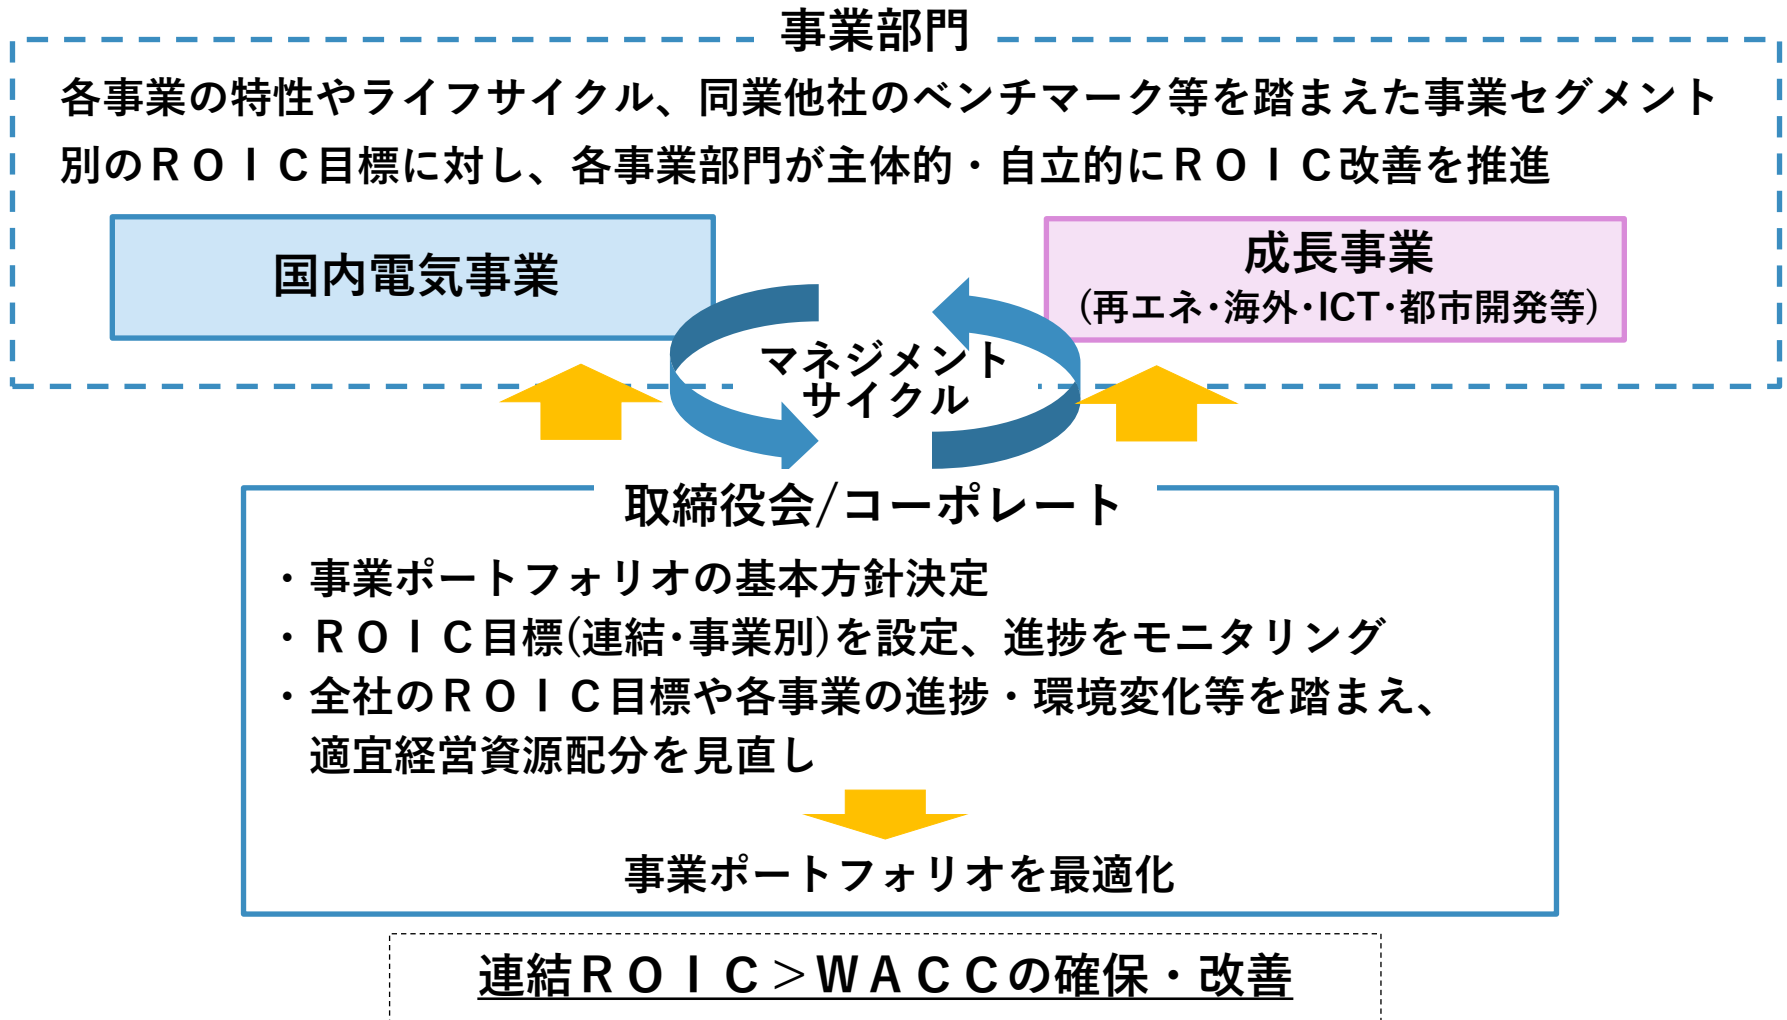 事業部門
各事業の特性やライフサイクル、同業他社のベンチマーク等を踏まえた事業セグメント
別のＲＯＩＣ目標に対し、各事業部門が主体的・自立的にＲＯＩＣ改善を推進
国内電気事業
成長事業
(再エネ･海外･ICT･都市開発等)
マネジメント
サイクル
取締役会/コーポレート
・事業ポートフォリオの基本方針決定
・ＲＯＩＣ目標(連結･事業別)を設定、進捗をモニタリング
・全社のＲＯＩＣ目標や各事業の進捗・環境変化等を踏まえ、
適宜経営資源配分を見直し
事業ポートフォリオを最適化
連結ＲＯＩＣ＞ＷＡＣＣの確保・改善